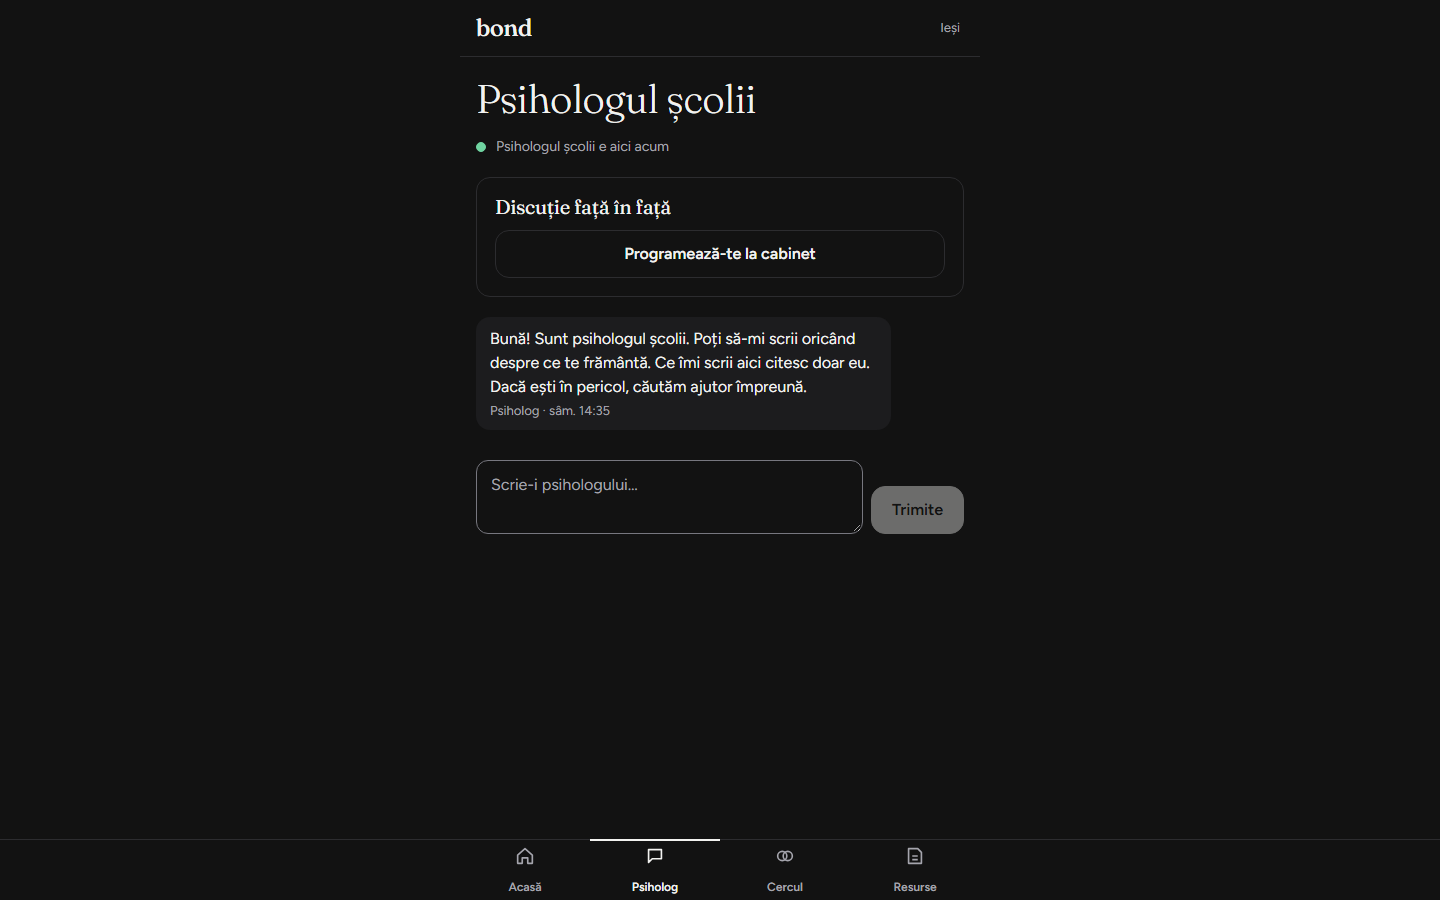 bond
Ieși
Psihologul școlii
Psihologul școlii e aici acum
Discuție față în față
Programează-te la cabinet
Bună! Sunt psihologul școlii. Poți să-mi scrii oricând
despre ce te frământă. Ce îmi scrii aici citesc doar eu.
Dacă ești în pericol, căutăm ajutor împreună.
Psiholog · sâm. 14:35
Scrie-i psihologului...
Trimite
Acasă
Psiholog
Cercul
Resurse